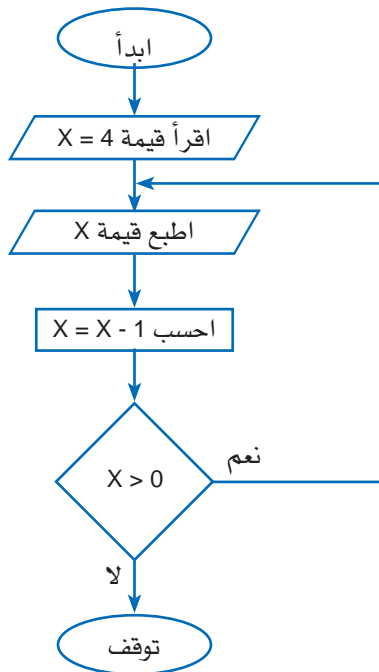 ابدأ
اقرأ قيمة X = 4
اطبع قيمة X
احسب X = X - 1
X > 0
نعم
لا
توقف